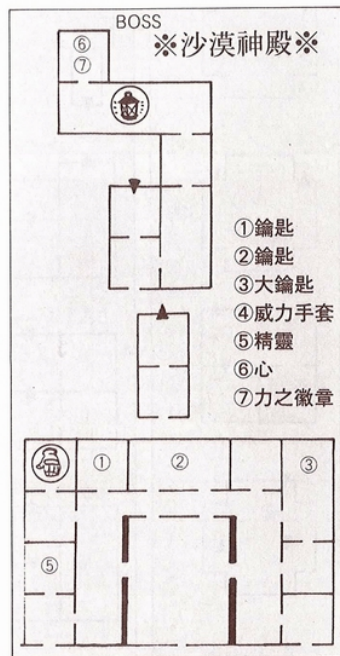 BOSS
※沙漠神殿※
⑥
⑦
①鑰匙
②鑰匙
③大鑰匙
④威力手套
⑤精靈
⑥心
⑦力之徽章
①
②
③
⑤